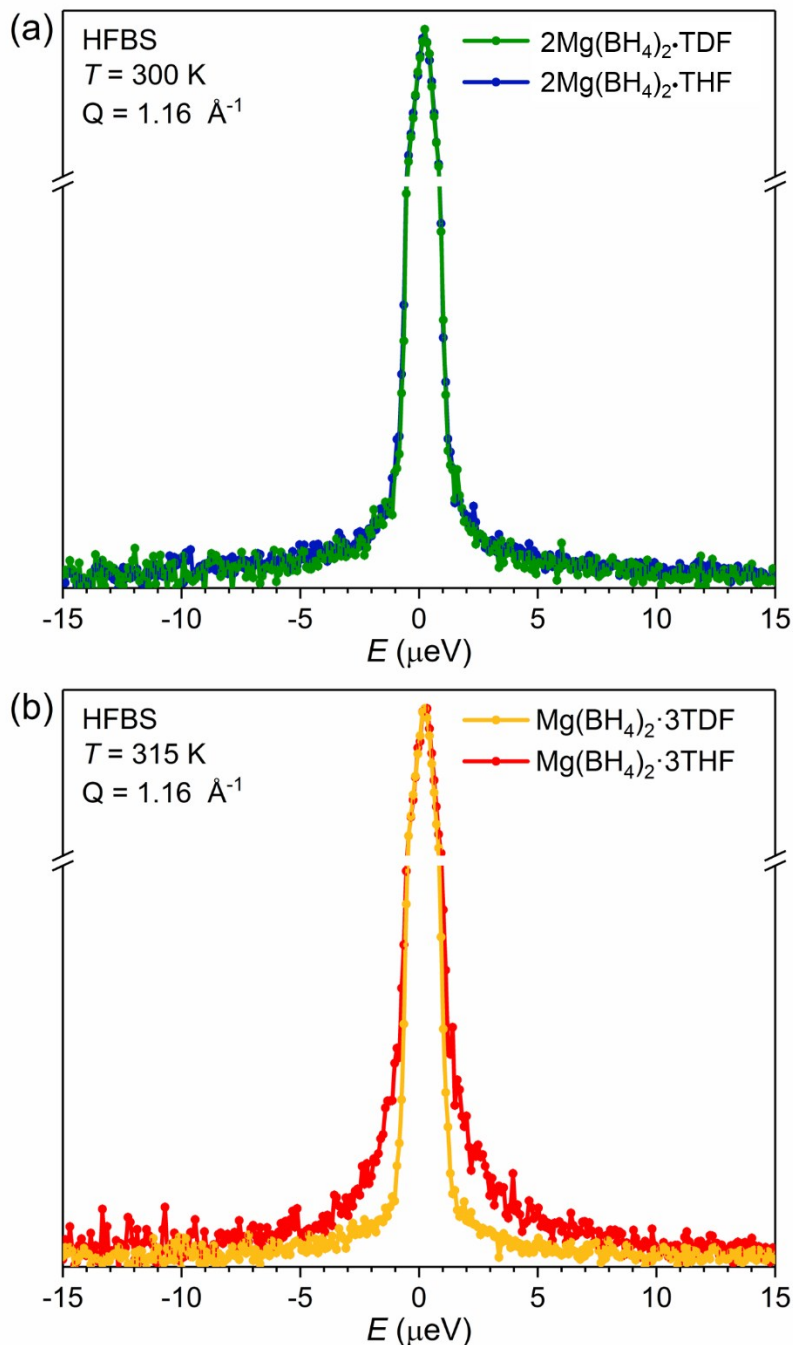 (a)
HFBS
T = 300 K
Q = 1.16 Å⁻¹
2Mg(BH₄)₂•TDF
2Mg(BH₄)₂•THF
-15 -10 -5 0 5 10 15
E (μeV)
(b)
HFBS
T = 315 K
Q = 1.16 Å⁻¹
Mg(BH₄)₂·3TDF
Mg(BH₄)₂·3THF
-15 -10 -5 0 5 10 15
E (μeV)